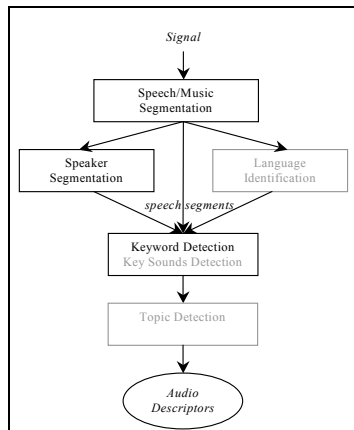 Signal
Speech/Music
Segmentation
Speaker
Segmentation
Language
Identification
speech segments
Keyword Detection
Key Sounds Detection
Topic Detection
Audio
Descriptors